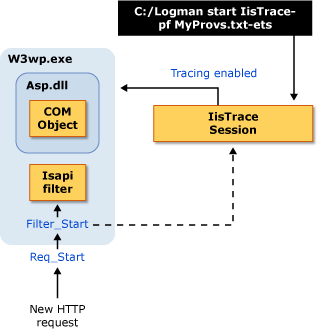 C:/Logman start IisTrace-
pf MyProvs.txt-ets
W3wp.exe
Tracing enabled
Asp.dll
COM
Object
IisTrace
Session
Isapi
filter
Filter_Start
Req_Start
New HTTP
request